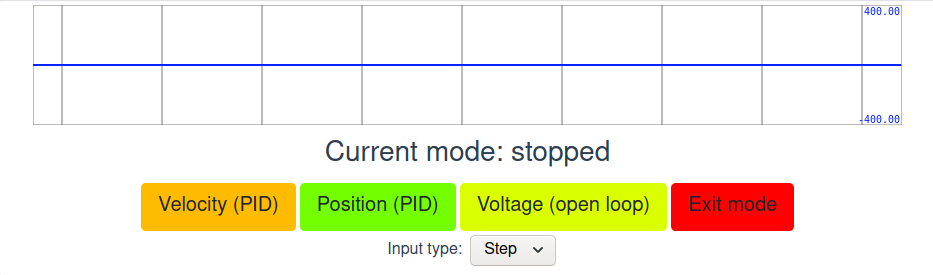 400.00
-400.00
Current mode: stopped
Velocity (PID) Position (PID) Voltage (open loop) Exit mode
Input type: Step